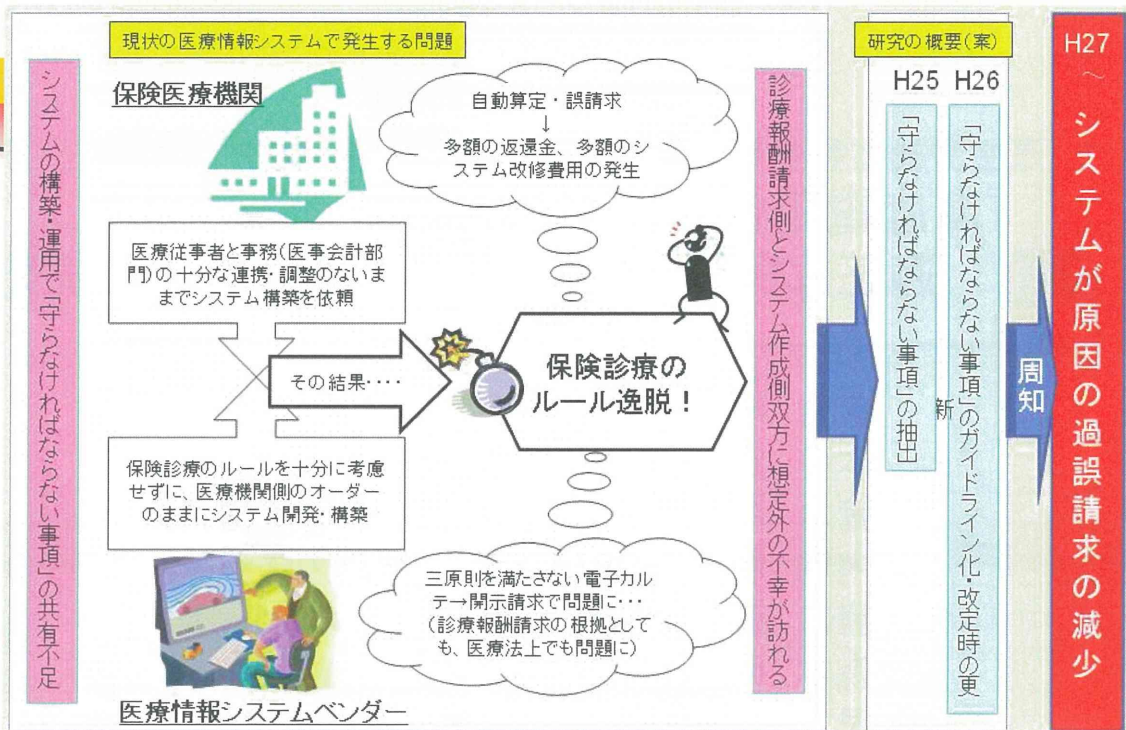 現状の医療情報システムで発生する問題
システムの構築・運用で「守らなければならない事項」の共有不足
保険医療機関
医療従事者と事務(医事会計部
門)の十分な連携・調整のないま
までシステム構築を依頼
その結果‥‥
保険診療のルールを十分に考慮
せずに、医療機関側のオーダー
のままにシステム開発・構築
医療情報システムベンダー
自動算定・誤請求
↓
多額の返還金、多額のシ
ステム改修費用の発生
保険診療の
ルール逸脱！
三原則を満たさない電子カル
テ→開示請求で問題に・・・
(診療報酬請求の根拠として
も、医療法上でも問題に)
診療報酬請求側とシステム作成側双方に想定外の不幸が訪れる
研究の概要(案)
H25
「守らなければならない事項」の抽出
H26
「守らなければならない事項」のガイドライン化・改定時の更
新
周知
H27
～
システムが原因の過誤請求の減少